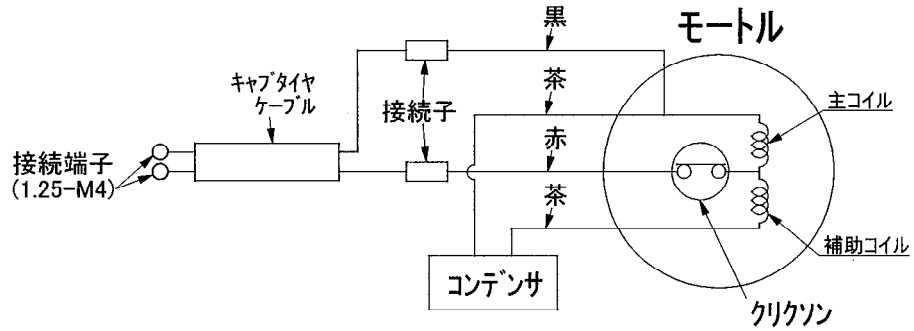 黒
モートル
茶
キャブタイヤ
ケーブル
主コイル
接続子
赤
接続端子
(1.25-M4)
茶
補助コイル
コンデンサ
クリクソン